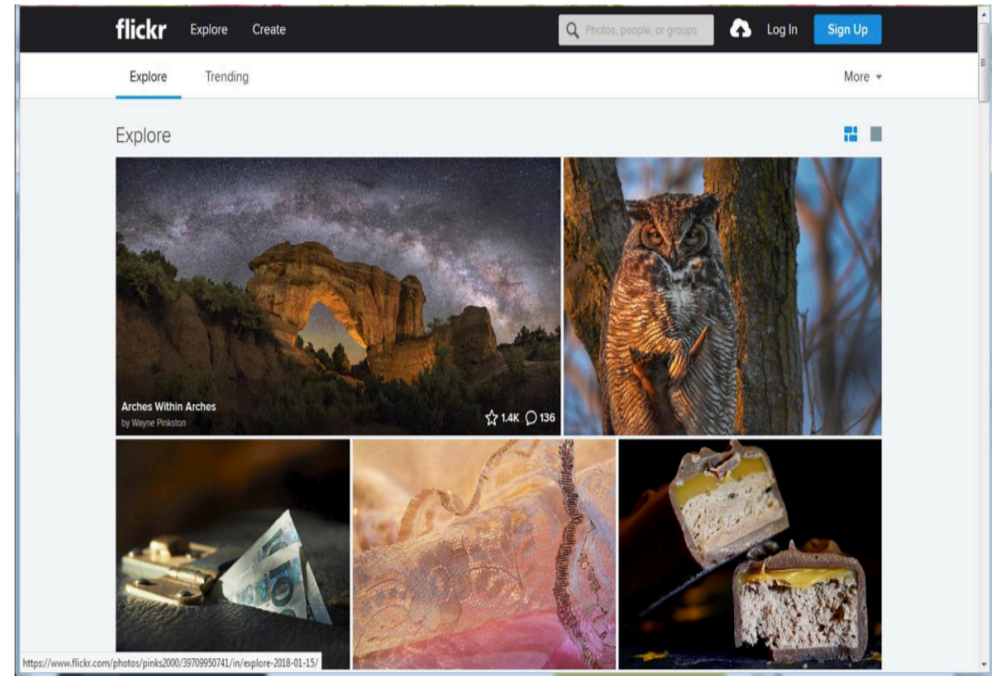 flickr Explore Create Photos, people, or groups Log In Sign Up
Explore Trending More
Explore
Arches Within Arches
by Wayne Pinkston 1.4K 136
https://www.flickr.com/photos/pinks2000/39709950741/in/explore-2018-01-15/